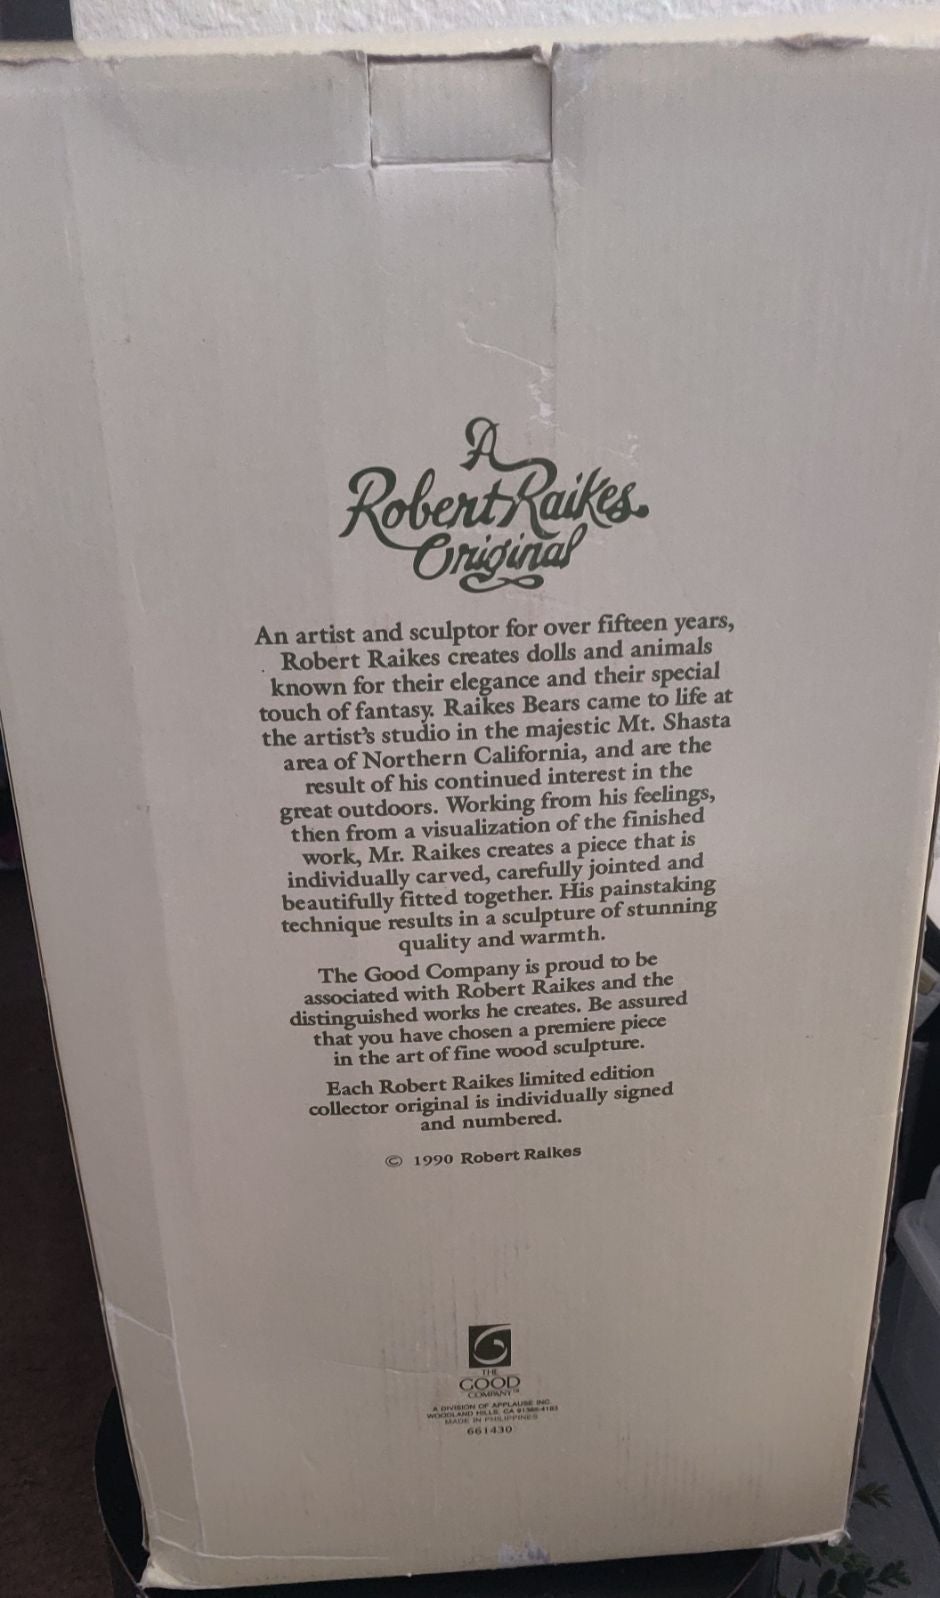 A
Robert Raikes
Original
An artist and sculptor for over fifteen years,
Robert Raikes creates dolls and animals
known for their elegance and their special
touch of fantasy. Raikes Bears came to life at
the artist's studio in the majestic Mt. Shasta
area of Northern California, and are the
result of his continued interest in the
great outdoors. Working from his feelings,
then from a visualization of the finished
work, Mr. Raikes creates a piece that is
individually carved, carefully jointed and
beautifully fitted together. His painstaking
technique results in a sculpture of stunning
quality and warmth.
The Good Company is proud to be
associated with Robert Raikes and the
distinguished works he creates. Be assured
that you have chosen a premiere piece
in the art of fine wood sculpture.
Each Robert Raikes limited edition
collector original is individually signed
and numbered.
© 1990 Robert Raikes
THE
GOOD
COMPANY™
A DIVISION OF APPLAUSE INC.
WOODLAND HILLS, CA 91365-4183
MADE IN PHILIPPINES
661430